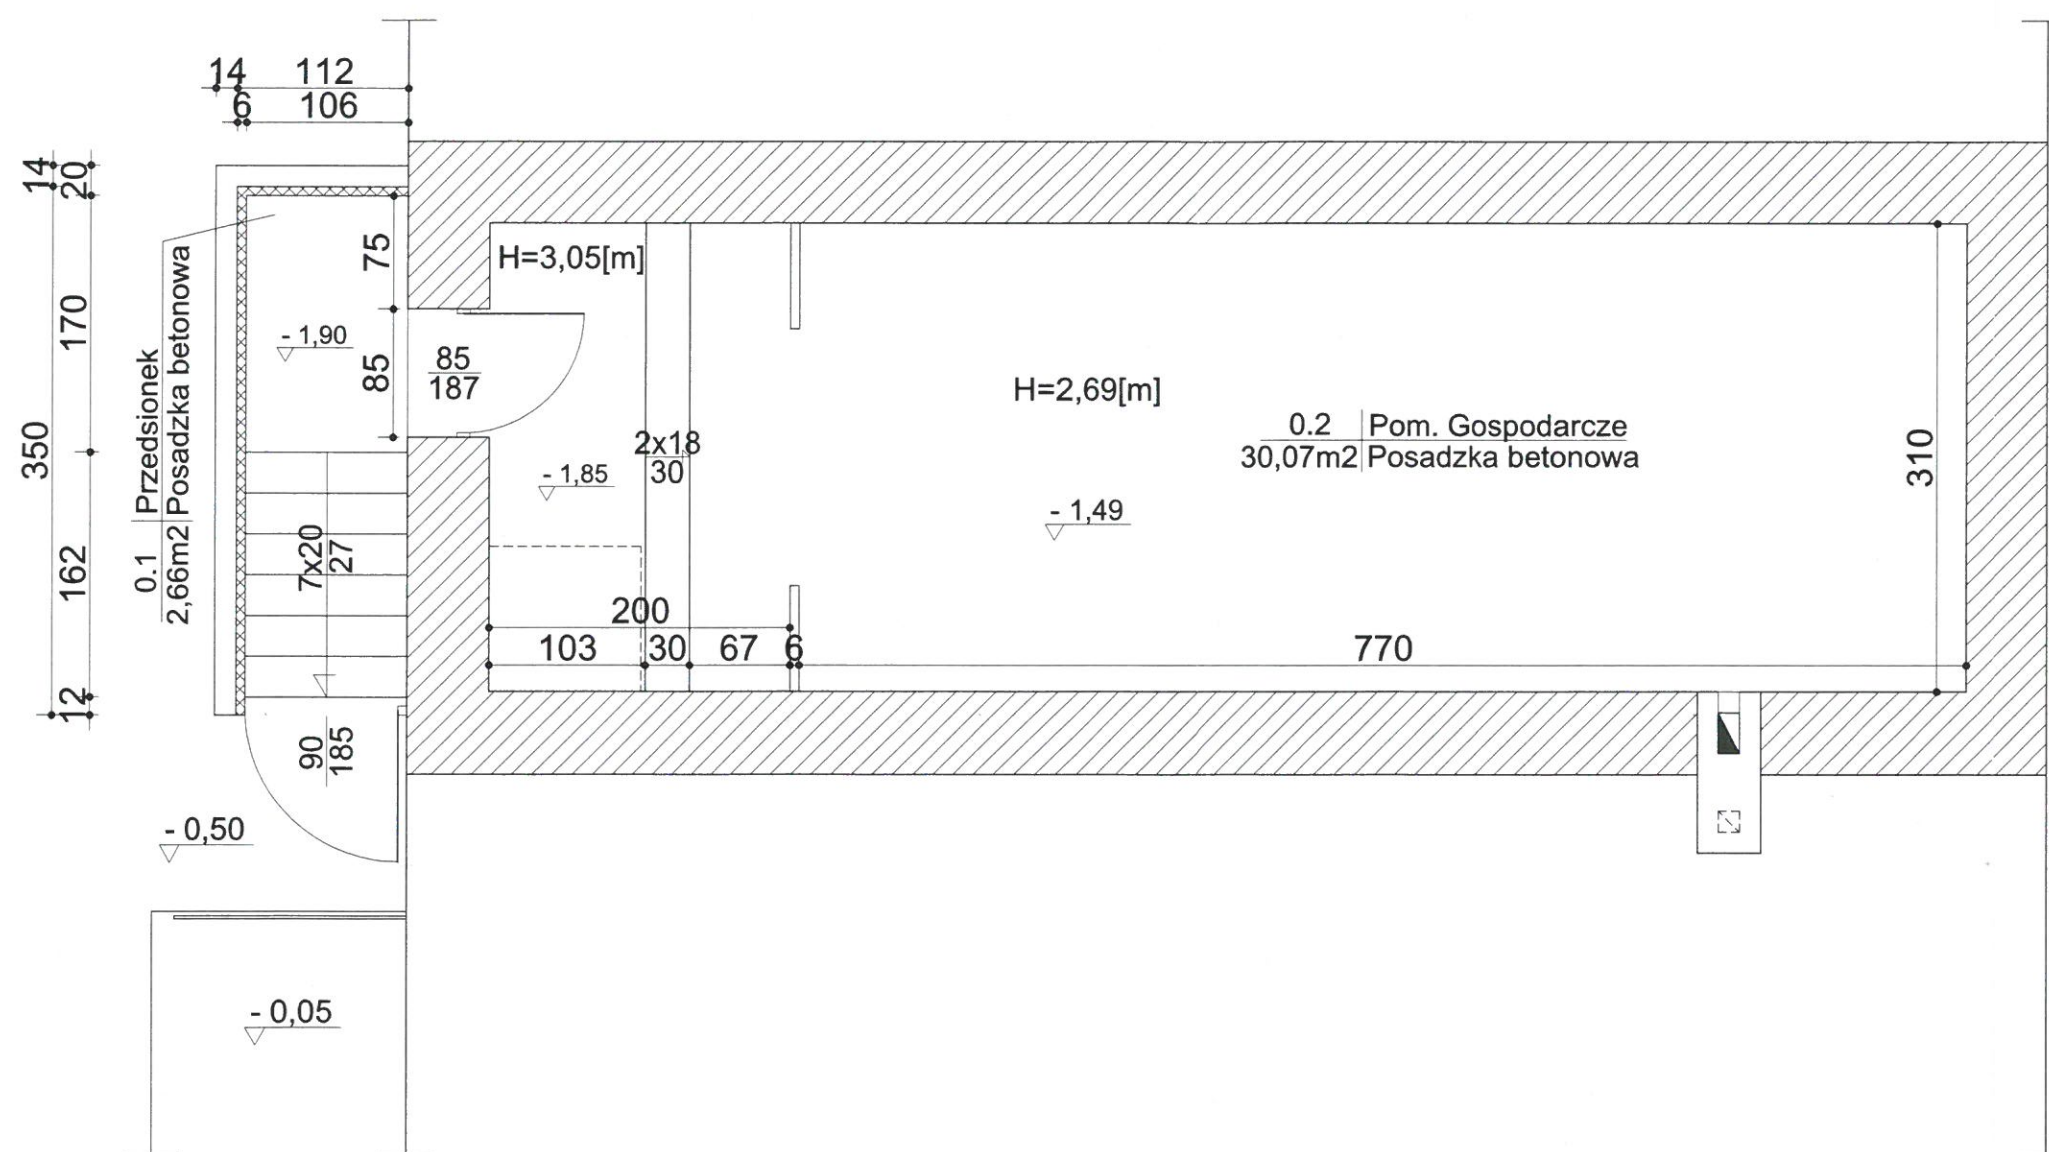 14 112
6 106
14
20
75
170
85
350
162
12
0.1 Przedsionek
2,66m2 Posadzka betonowa
- 1,90
7x20
27
90
185
- 0,50
- 0,05
H=3,05[m]
85
187
- 1,85
2x18
30
200
103 30 67 6 770
H=2,69[m]
- 1,49
0.2 Pom. Gospodarcze
30,07m2 Posadzka betonowa
310